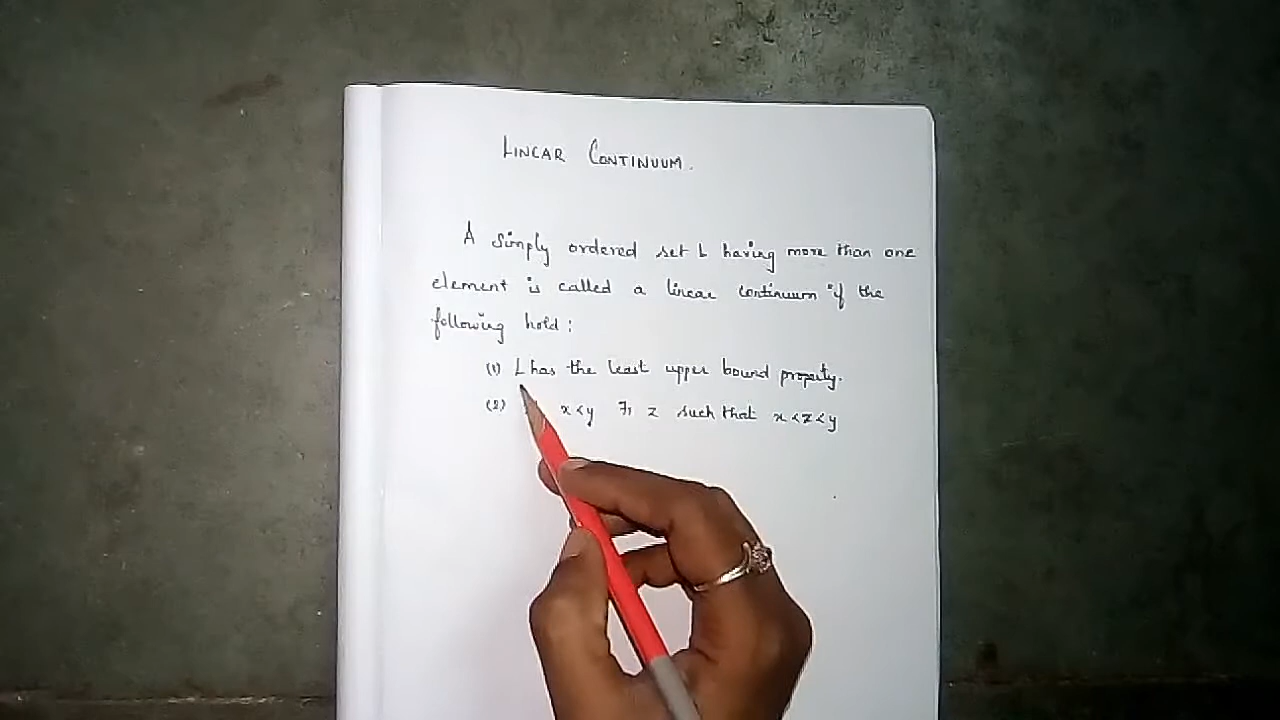 LINEAR CONTINUUM.
A simply ordered set L having more than one
element is called a linear continuum if the
following hold:
(1) L has the least upper bound property.
(2) x<y ∃ z such that x<z<y